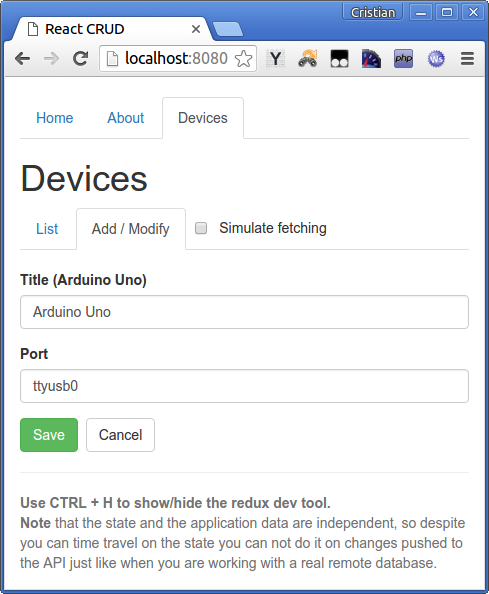 Cristian
React CRUD
localhost:8080
Y
php
Ws
Home About Devices
Devices
List Add / Modify Simulate fetching
Title (Arduino Uno)
Arduino Uno
Port
ttyusb0
Save Cancel
Use CTRL + H to show/hide the redux dev tool.
Note that the state and the application data are independent, so despite
you can time travel on the state you can not do it on changes pushed to
the API just like when you are working with a real remote database.